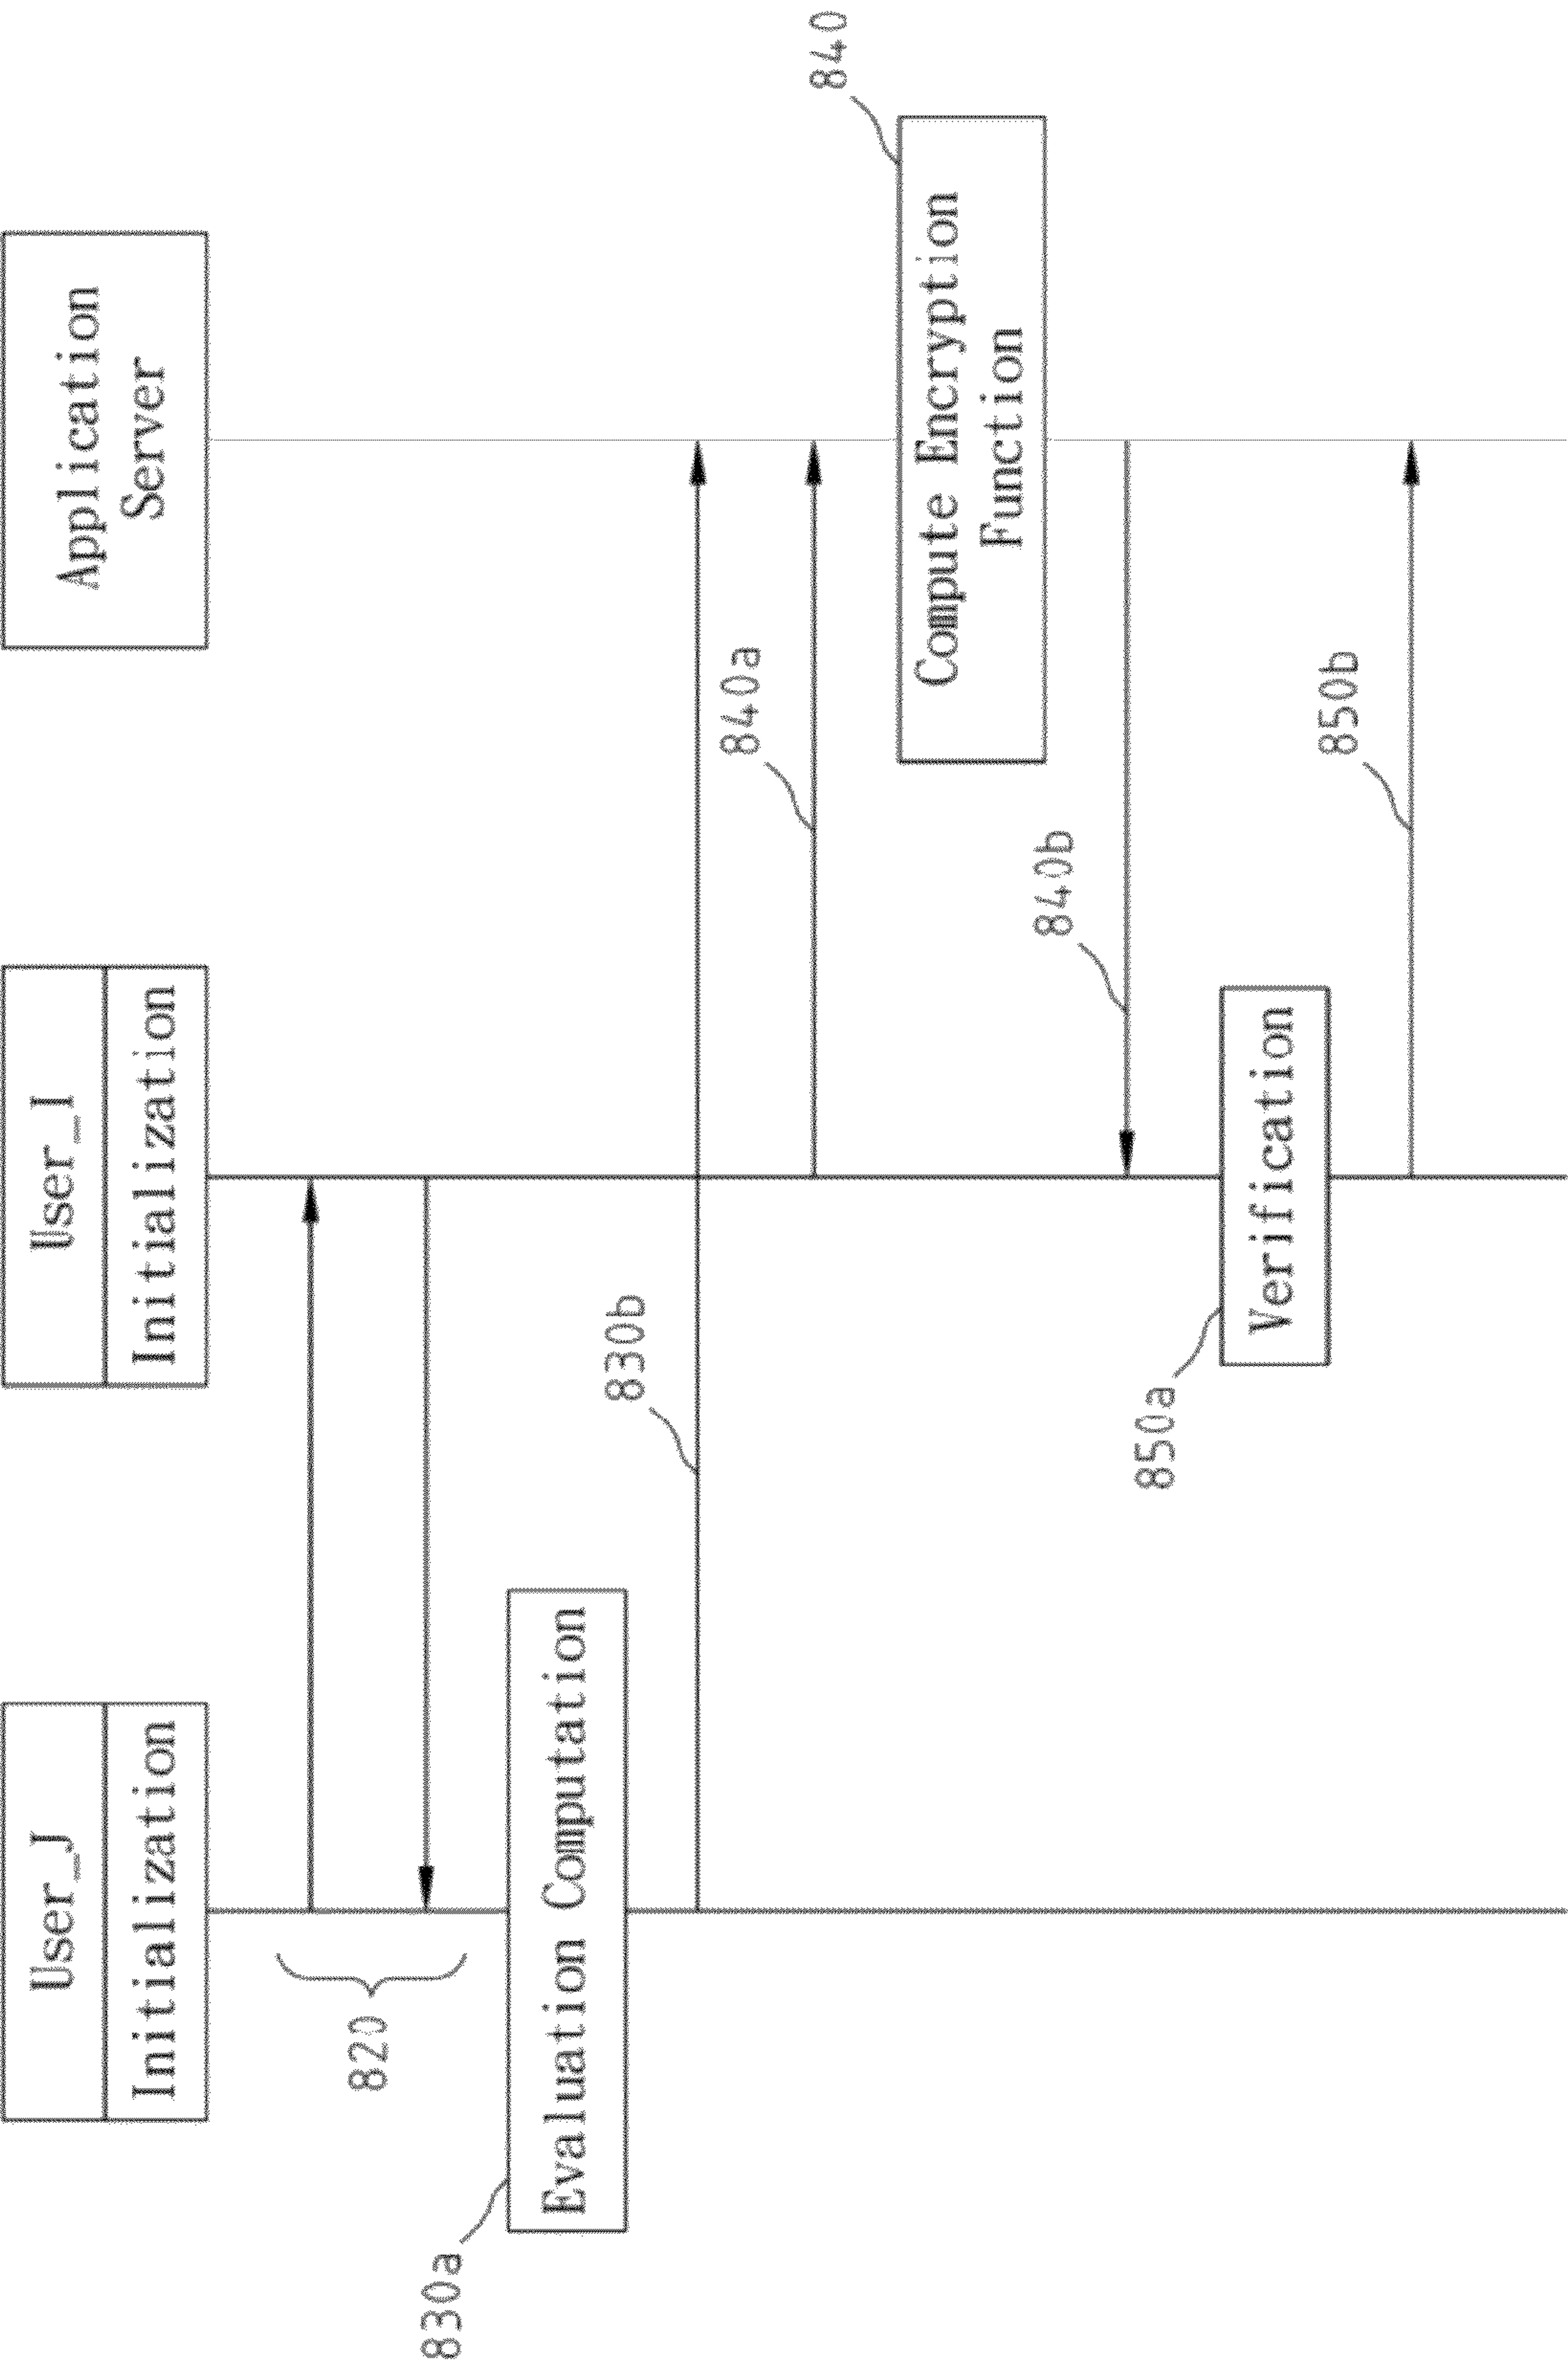 User_J
Initialization
User_I
Initialization
Application
Server
820
830a
Evaluation Computation
830b
840a
840
Compute Encryption
Function
840b
850a
Verification
850b